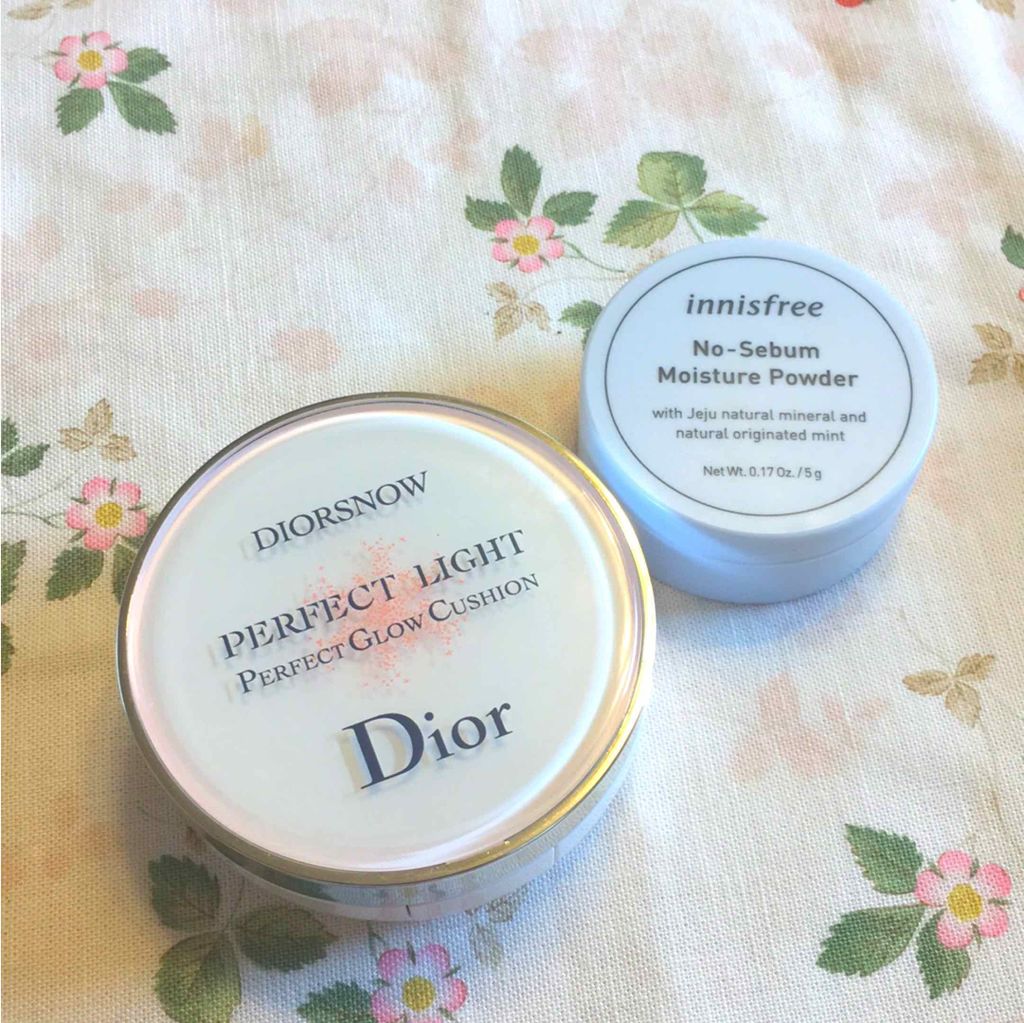 innisfree
No-Sebum
Moisture Powder
with Jeju natural mineral and
natural originated mint
Net Wt. 0.17 Oz. / 5 g
DIORSNOW
PERFECT LIGHT
PERFECT GLOW CUSHION
Dior